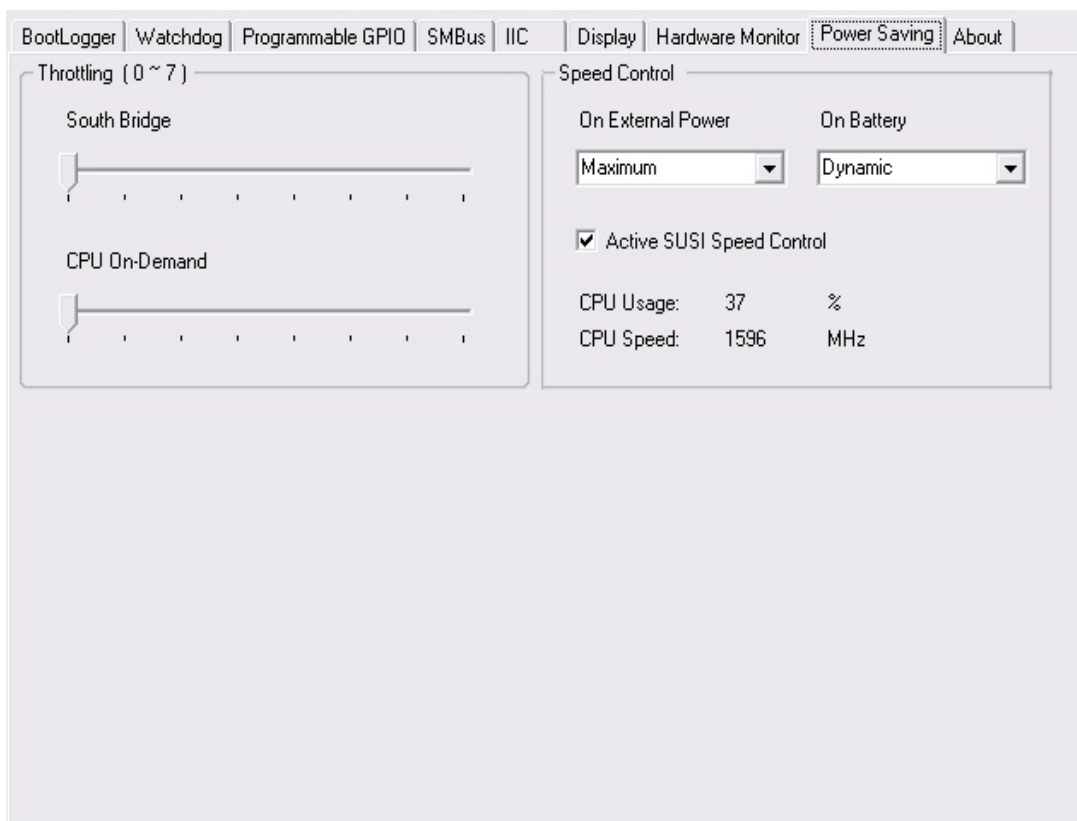 BootLogger Watchdog Programmable GPIO SMBus IIC Display Hardware Monitor Power Saving About
Throttling ( 0 ~ 7 )
South Bridge
CPU On-Demand
Speed Control
On External Power On Battery
Maximum Dynamic
Active SUSI Speed Control
CPU Usage: 37 %
CPU Speed: 1596 MHz